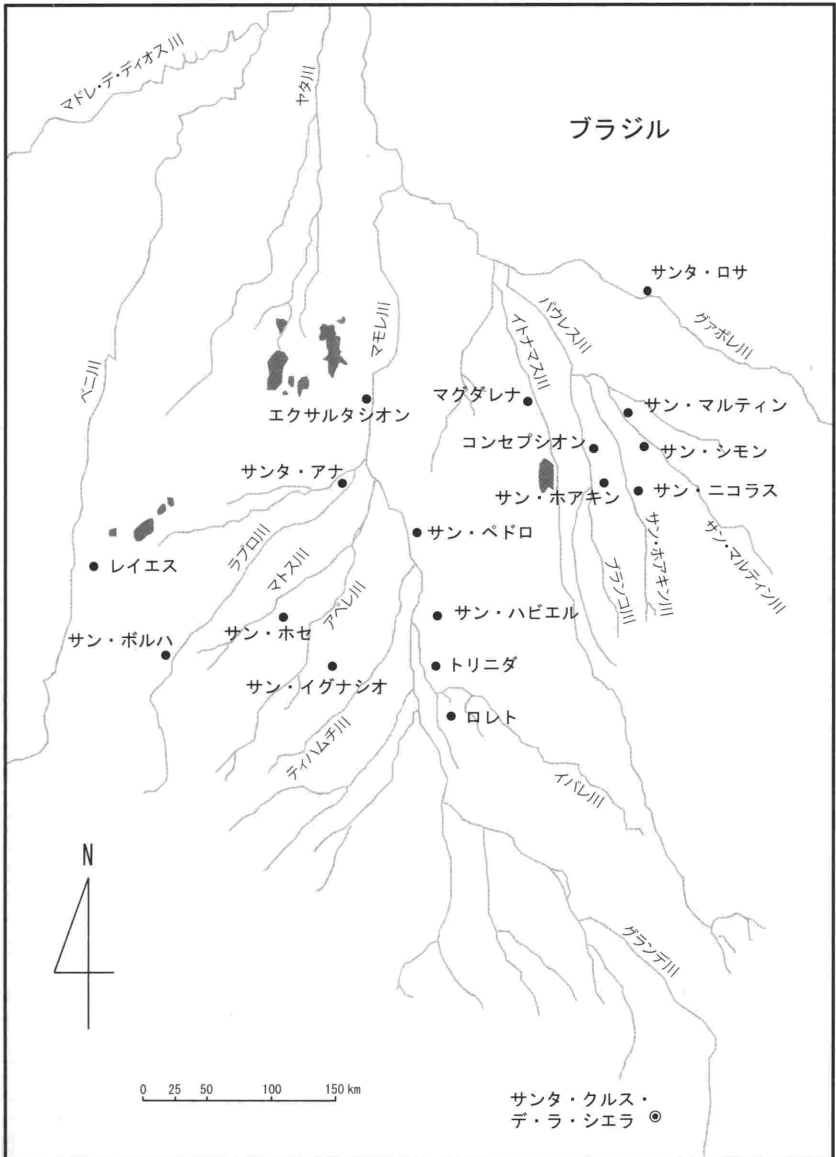 マドレ・デ・ディオス川
ヤタ川
ブラジル
サンタ・ロサ
グァポレ川
バウレス川
イトナマス川
マモレ川
ベニ川
エクサルタシオン
マグダレナ
サン・マルティン
コンセプシオン
サン・シモン
サンタ・アナ
サン・ホアキン
サン・ニコラス
サン・ペドロ
ラプロ川
レイエス
マトス川
アペレ川
ブランコ川
サン・ホアキン川
サン・マルティン川
サン・ハビエル
サン・ホセ
サン・ボルハ
トリニダ
サン・イグナシオ
ロレト
ティハムチ川
イバレ川
N
グランデ川
0 25 50 100 150 km
サンタ・クルス・
デ・ラ・シエラ